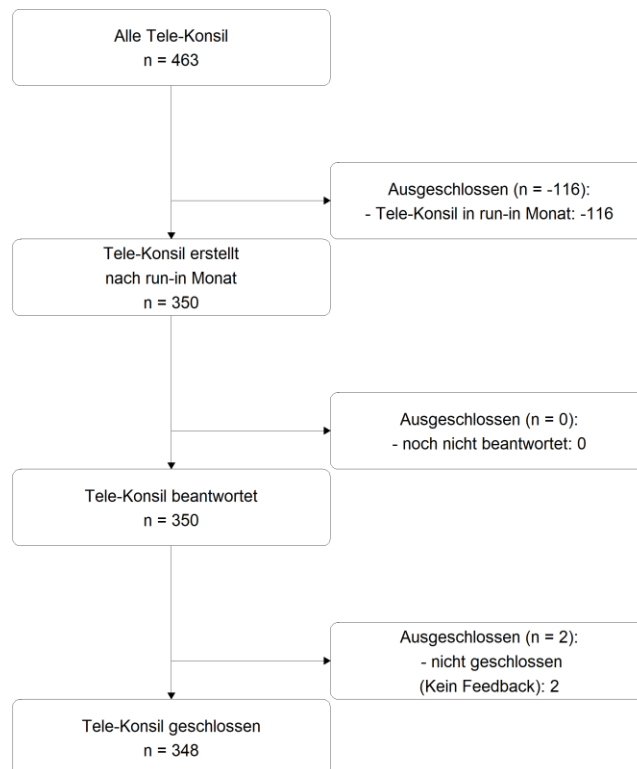 Alle Tele-Konsil
n = 463
Ausgeschlossen (n = -116):
- Tele-Konsil in run-in Monat: -116
Tele-Konsil erstellt
nach run-in Monat
n = 350
Ausgeschlossen (n = 0):
- noch nicht beantwortet: 0
Tele-Konsil beantwortet
n = 350
Ausgeschlossen (n = 2):
- nicht geschlossen
(Kein Feedback): 2
Tele-Konsil geschlossen
n = 348